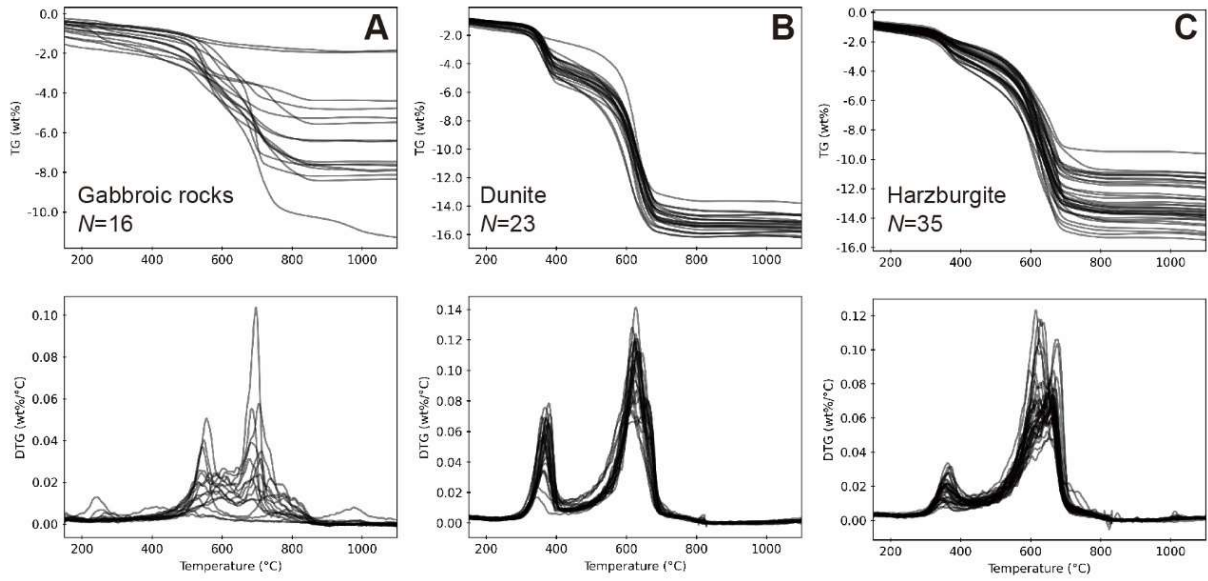 A
0.0
-2.0
-4.0
-6.0
-8.0
-10.0
TG (wt%)
Gabbroic rocks
N=16
200 400 600 800 1000
B
-2.0
-4.0
-6.0
-8.0
-10.0
-12.0
-14.0
-16.0
TG (wt%)
Dunite
N=23
200 400 600 800 1000
C
0.0
-2.0
-4.0
-6.0
-8.0
-10.0
-12.0
-14.0
-16.0
TG (wt%)
Harzburgite
N=35
200 400 600 800 1000
0.10
0.08
0.06
0.04
0.02
0.00
DTG (wt%/°C)
200 400 600 800 1000
Temperature (°C)
0.14
0.12
0.10
0.08
0.06
0.04
0.02
0.00
DTG (wt%/°C)
200 400 600 800 1000
Temperature (°C)
0.12
0.10
0.08
0.06
0.04
0.02
0.00
DTG (wt%/°C)
200 400 600 800 1000
Temperature (°C)